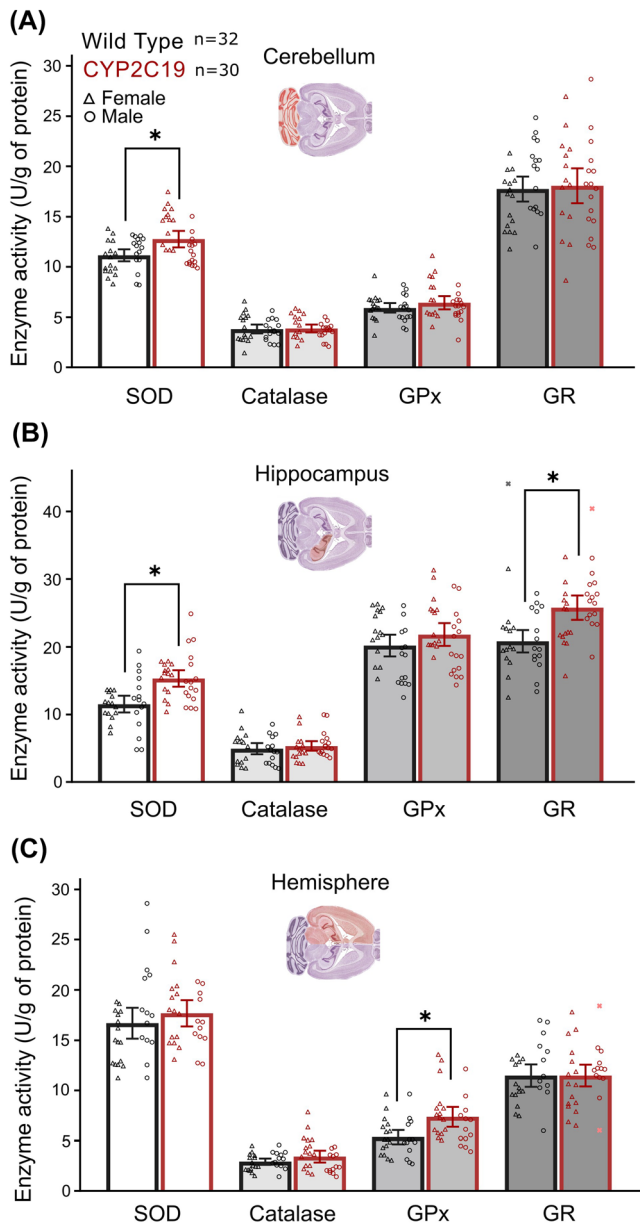 (A)
Wild Type n=32
CYP2C19 n=30
△ Female
○ Male
Cerebellum
Enzyme activity (U/g of protein)
30
25
20
15
10
5
0
*
SOD Catalase GPx GR
(B)
Hippocampus
Enzyme activity (U/g of protein)
40
30
20
10
0
*
*
SOD Catalase GPx GR
(C)
Hemisphere
Enzyme activity (U/g of protein)
30
25
20
15
10
5
0
*
SOD Catalase GPx GR